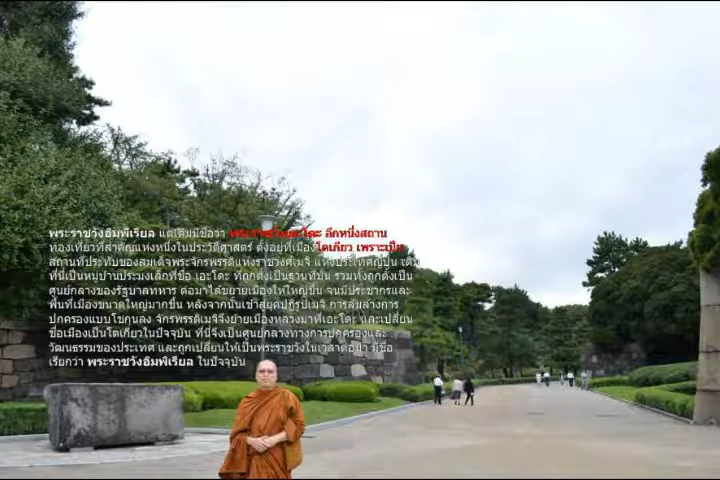 พระราชวังอิมพีเรียล แต่เดิมมีชื่อว่า พระราชวังเอะโดะ อีกหนึ่งสถาน
ท่องเที่ยวที่สำคัญแห่งหนึ่งในประวัติศาสตร์ ตั้งอยู่ที่เมืองโตเกียว เพราะเป็น
สถานที่ประทับของสมเด็จพระจักรพรรดิแห่งราชวงศ์เมจิ แห่งประเทศญี่ปุ่น เดิม
ที่นี่เป็นหมู่บ้านประมงเล็กที่ชื่อ เอะโดะ ที่ถูกตั้งเป็นฐานที่มั่น รวมทั้งถูกตั้งเป็น
ศูนย์กลางของรัฐบาลทหาร ต่อมาได้ขยายเมืองให้ใหญ่ขึ้น จนมีประชากรและ
พื้นที่เมืองขนาดใหญ่มากขึ้น หลังจากนั้นเข้าสู่ยุคปฏิรูปเมจิ การล้มล้างการ
ปกครองแบบโชกุนลง จักรพรรดิเมจิจึงย้ายเมืองหลวงมาที่เอะโดะ และเปลี่ยน
ชื่อเมืองเป็นโตเกียวในปัจจุบัน ที่นี่จึงเป็นศูนย์กลางทางการปกครองและ
วัฒนธรรมของประเทศ และถูกเปลี่ยนให้เป็นพระราชวังในเวลาต่อมา มีชื่อ
เรียกว่า พระราชวังอิมพีเรียล ในปัจจุบัน